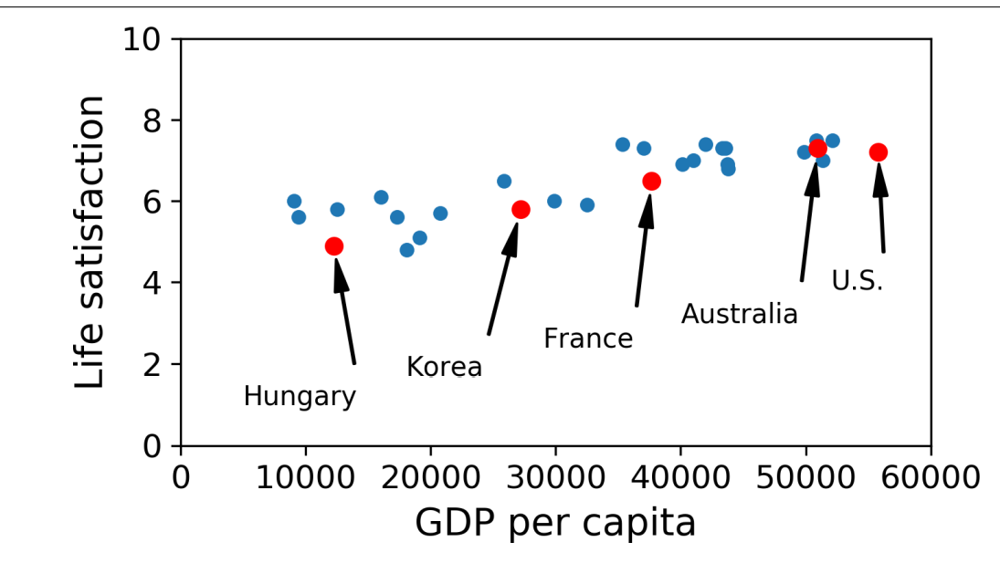 10
8
6
4
2
0
Life satisfaction
U.S.
Australia
France
Korea
Hungary
0 10000 20000 30000 40000 50000 60000
GDP per capita